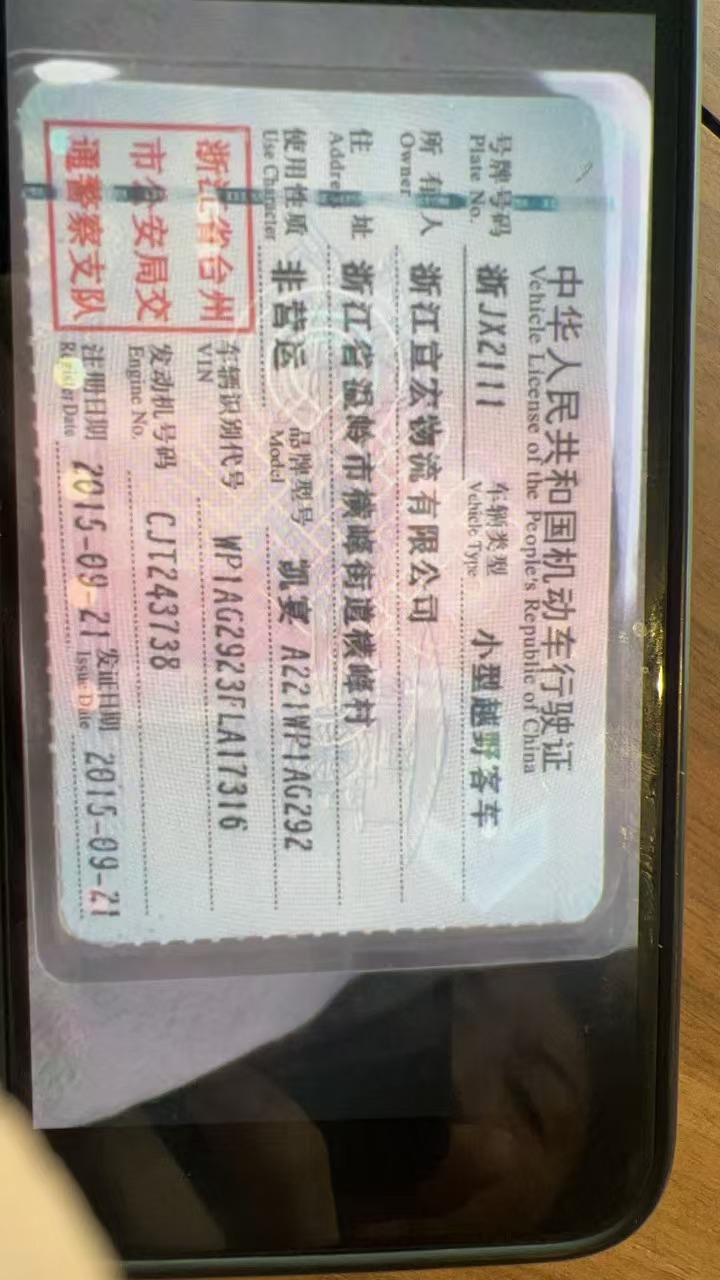 中华人民共和国机动车行驶证
Vehicle License of the People's Republic of China
号牌号码 浙JX2111 车辆类型 小型越野客车
Plate No. Vehicle Type
所有人 浙江宜宏物流有限公司
Owner
住址 浙江省温岭市横峰街道横峰村
Address
使用性质 非营运 品牌型号 凯宴 A221WP1AG292
Use Character Model
浙江省台州
市公安局交
通警察支队
车辆识别代号 WP1AG2923FLA17316
VIN
发动机号码 CJT243738
Engine No.
注册日期 2015-09-21 发证日期 2015-09-21
Register Date Issue Date